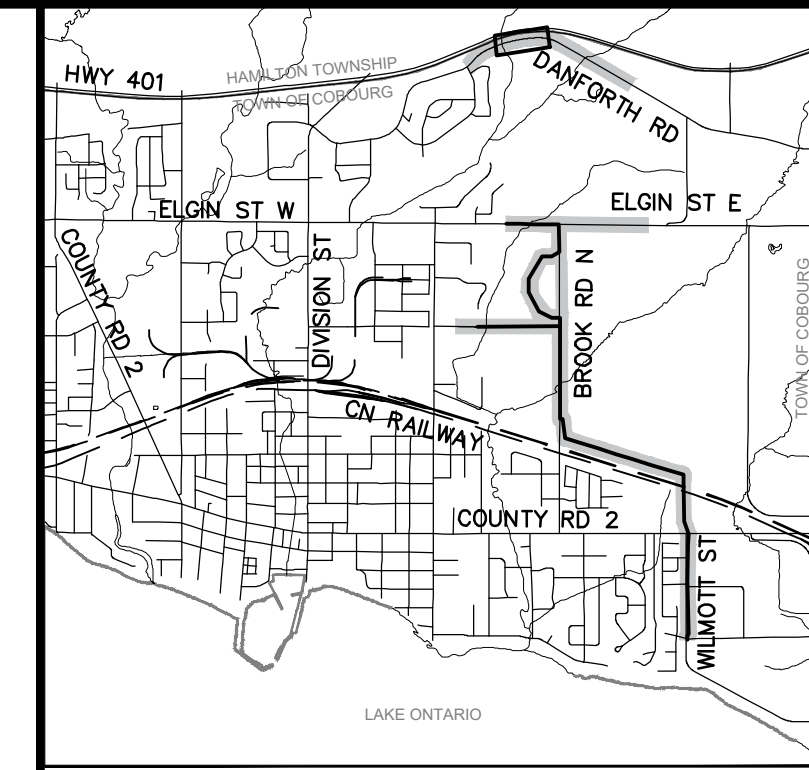 HWY 401
HAMILTON TOWNSHIP
TOWN OF COBOURG
DANFORTH RD
ELGIN ST W
ELGIN ST E
COUNTY RD 2
DIVISION ST
BROOK RD N
TOWN OF COBOURG
CN RAILWAY
COUNTY RD 2
WILMOTT ST
LAKE ONTARIO